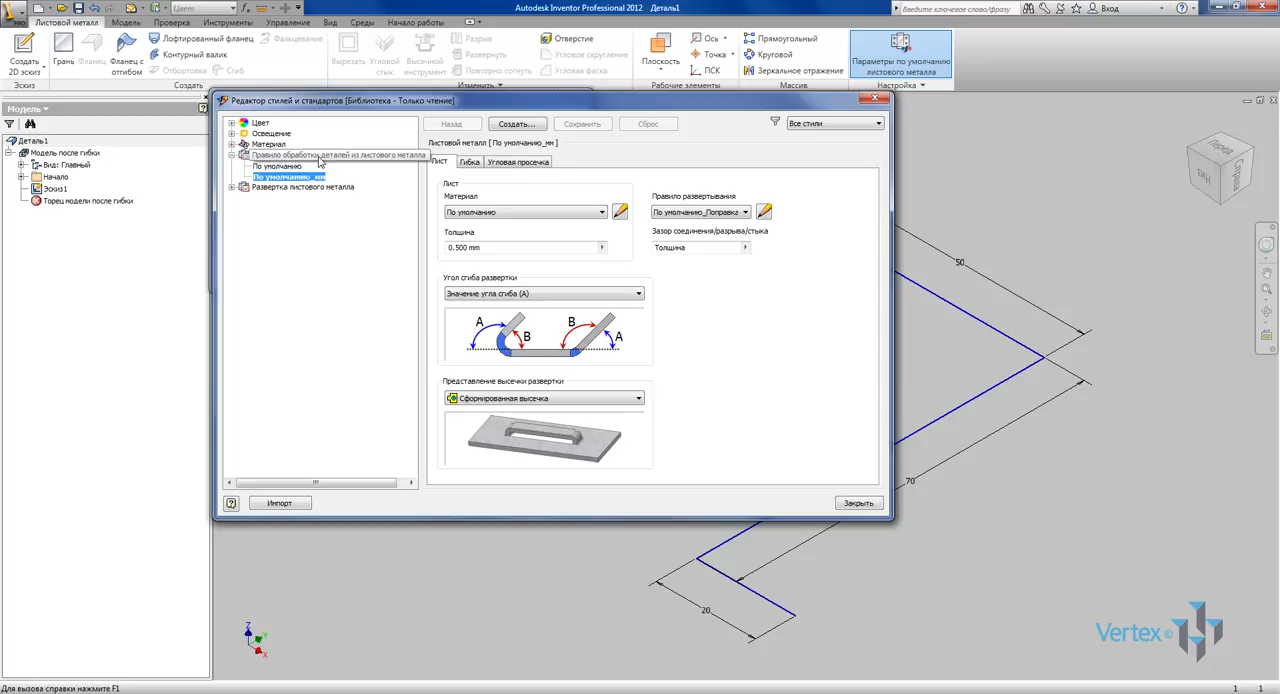 Autodesk Inventor Professional 2012 Деталь1
Цвет
Введите ключевое слово/фразу
Вход
PRO
Листовой металл
Модель
Проверка
Инструменты
Управление
Вид
Среды
Начало работы
Создать 2D эскиз
Грань
Фланец
Фланец с отгибом
Лофтированный фланец
Контурный валик
Отбортовка
Фальцевание
Сгиб
Вырезать
Угловой стык
Высечной инструмент
Разрыв
Развернуть
Повторно согнуть
Отверстие
Угловое скругление
Угловая фаска
Плоскость
Ось
Точка
ПСК
Прямоугольный
Круговой
Зеркальное отражение
Параметры по умолчанию листового металла
Эскиз
Создать
Изменить
Рабочие элементы
Массив
Настройка
Модель
Деталь1
Модель после гибки
Вид: Главный
Начало
Эскиз1
Торец модели после гибки
Редактор стилей и стандартов [Библиотека - Только чтение]
Цвет
Освещение
Материал
Правило обработки деталей из листового металла
По умолчанию
По умолчанию_мм
Развертка листового металла
Назад
Создать...
Сохранить
Сброс
Все стили
Листовой металл [ По умолчанию_мм ]
Лист
Гибка
Угловая просечка
Лист
Материал
По умолчанию
Толщина
0.500 mm
Правило развертывания
По умолчанию_Поправка
Зазор соединения/разрыва/стыка
Толщина
Угол сгиба развертки
Значение угла сгиба (A)
A
B
B
A
Представление высечки развертки
Сформированная высечка
Импорт
Закрыть
50
70
20
Перед
Низ
Справа
Z
Y
X
Vertex ©
Для вызова справки нажмите F1
1 1